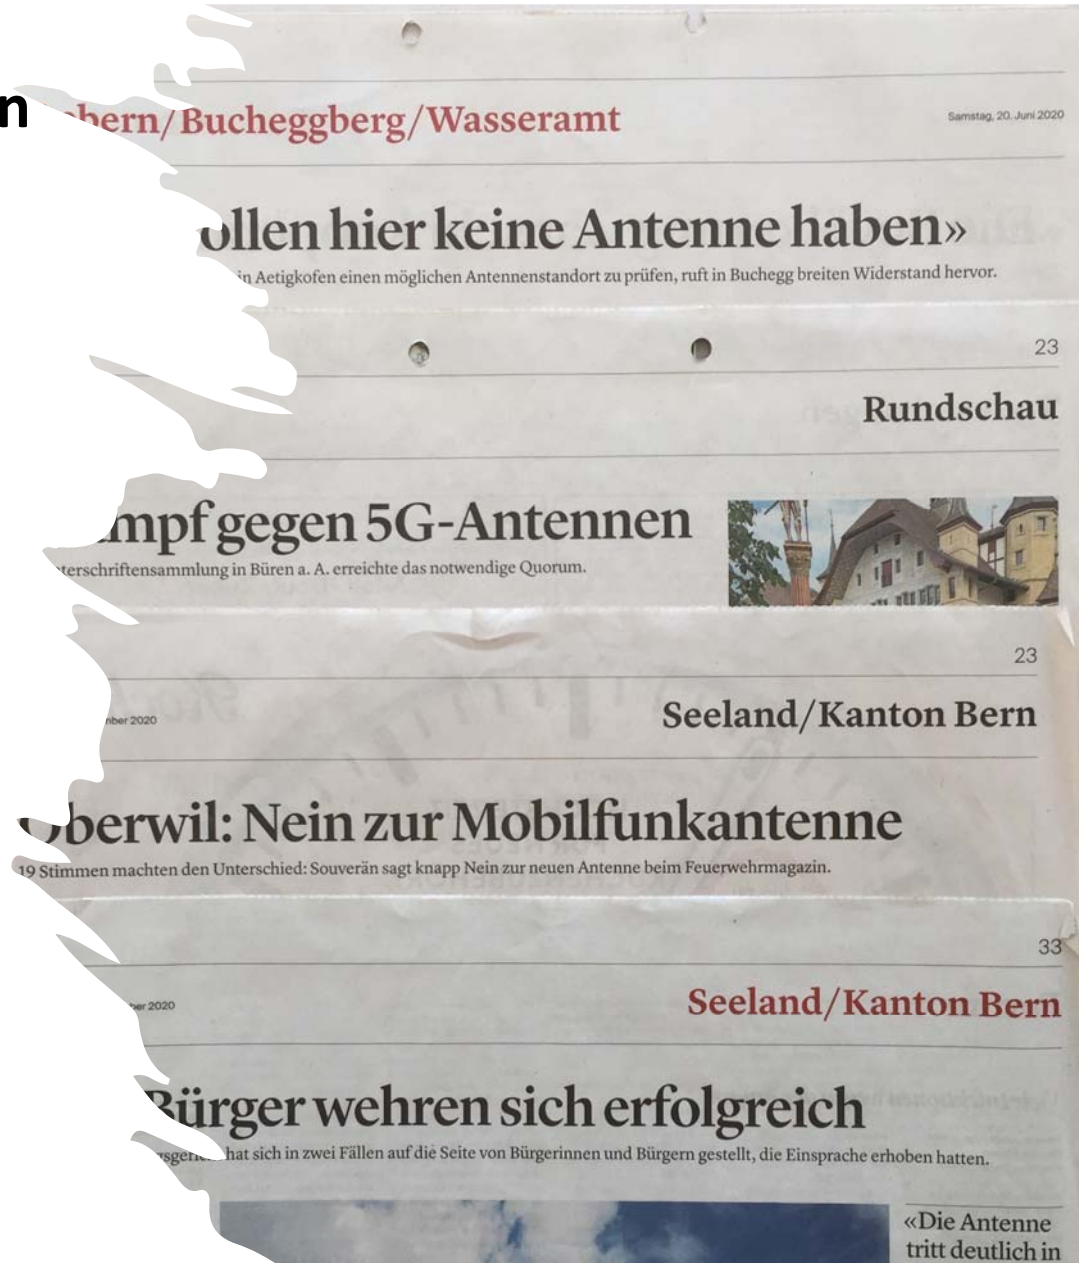 n
bern/Bucheggberg/Wasseramt
Samstag, 20. Juni 2020
ollen hier keine Antenne haben»
in Aetigkofen einen möglichen Antennenstandort zu prüfen, ruft in Buchegg breiten Widerstand hervor.
23
Rundschau
mpf gegen 5G-Antennen
terschriftensammlung in Büren a. A. erreichte das notwendige Quorum.
23
mber 2020
Seeland/Kanton Bern
Oberwil: Nein zur Mobilfunkantenne
19 Stimmen machten den Unterschied: Souverän sagt knapp Nein zur neuen Antenne beim Feuerwehrmagazin.
33
ber 2020
Seeland/Kanton Bern
Bürger wehren sich erfolgreich
hat sich in zwei Fällen auf die Seite von Bürgerinnen und Bürgern gestellt, die Einsprache erhoben hatten.
«Die Antenne
tritt deutlich in